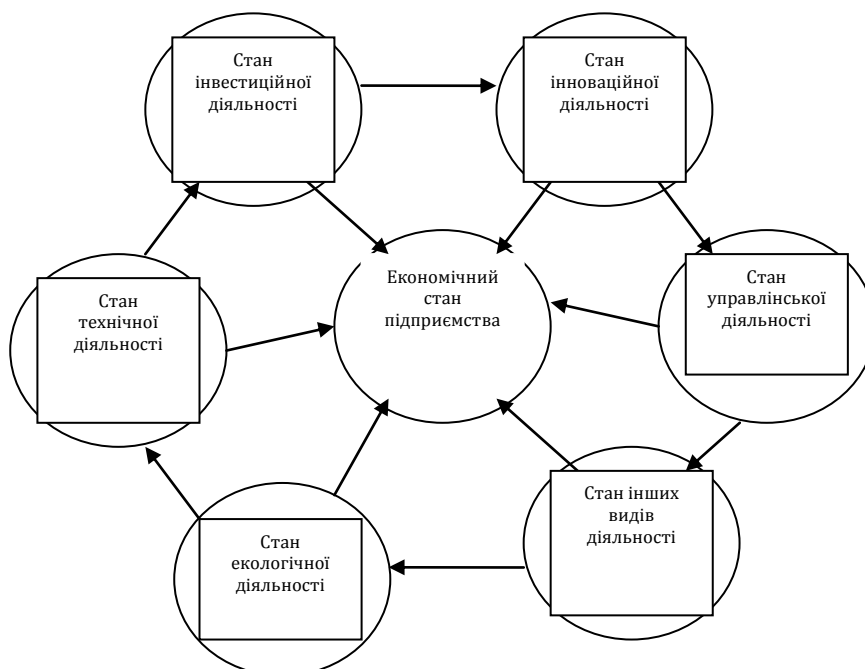 Стан
інвестиційної
діяльності
Стан
інноваційної
діяльності
Економічний
стан
підприємства
Стан
управлінської
діяльності
Стан
технічної
діяльності
Стан інших
видів
діяльності
Стан
екологічної
діяльності